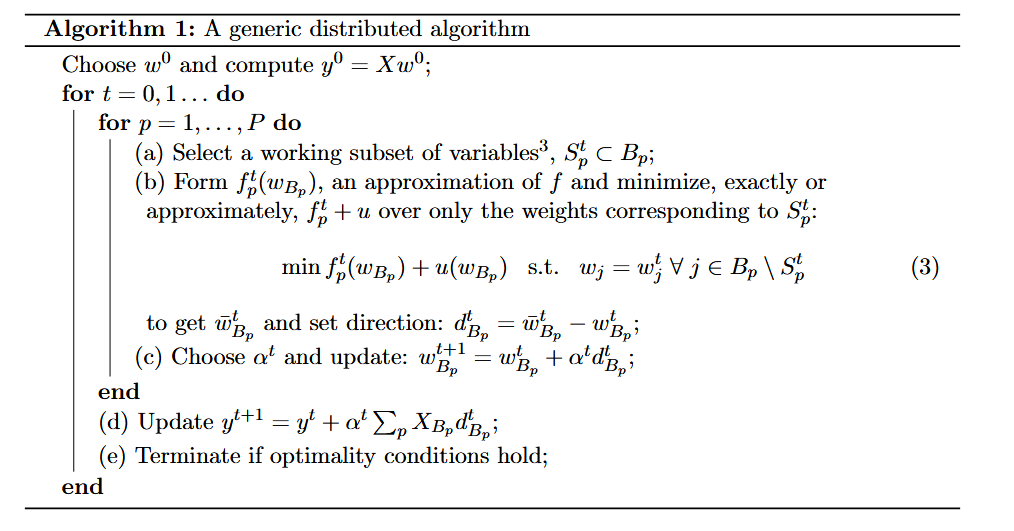 Algorithm 1: A generic distributed algorithm
Choose $w^0$ and compute $y^0 = Xw^0$;
for $t = 0, 1 \ldots$ do
for $p = 1, \ldots, P$ do
(a) Select a working subset of variables$^3$, $S_p^t \subset B_p$;
(b) Form $f_p^t(w_{B_p})$, an approximation of $f$ and minimize, exactly or
approximately, $f_p^t + u$ over only the weights corresponding to $S_p^t$:
$\min f_p^t(w_{B_p}) + u(w_{B_p})$ s.t. $w_j = w_j^t \ \forall \ j \in B_p \setminus S_p^t$ (3)
to get $\bar{w}_{B_p}^t$ and set direction: $d_{B_p}^t = \bar{w}_{B_p}^t - w_{B_p}^t$;
(c) Choose $\alpha^t$ and update: $w_{B_p}^{t+1} = w_{B_p}^t + \alpha^t d_{B_p}^t$;
end
(d) Update $y^{t+1} = y^t + \alpha^t \sum_p X_{B_p} d_{B_p}^t$;
(e) Terminate if optimality conditions hold;
end